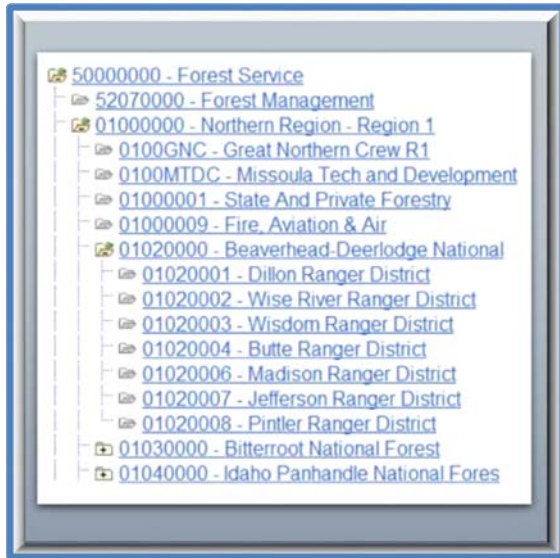 50000000 - Forest Service
52070000 - Forest Management
01000000 - Northern Region - Region 1
0100GNC - Great Northern Crew R1
0100MTDC - Missoula Tech and Development
01000001 - State And Private Forestry
01000009 - Fire, Aviation & Air
01020000 - Beaverhead-Deerlodge National
01020001 - Dillon Ranger District
01020002 - Wise River Ranger District
01020003 - Wisdom Ranger District
01020004 - Butte Ranger District
01020006 - Madison Ranger District
01020007 - Jefferson Ranger District
01020008 - Pintler Ranger District
01030000 - Bitterroot National Forest
01040000 - Idaho Panhandle National Fores